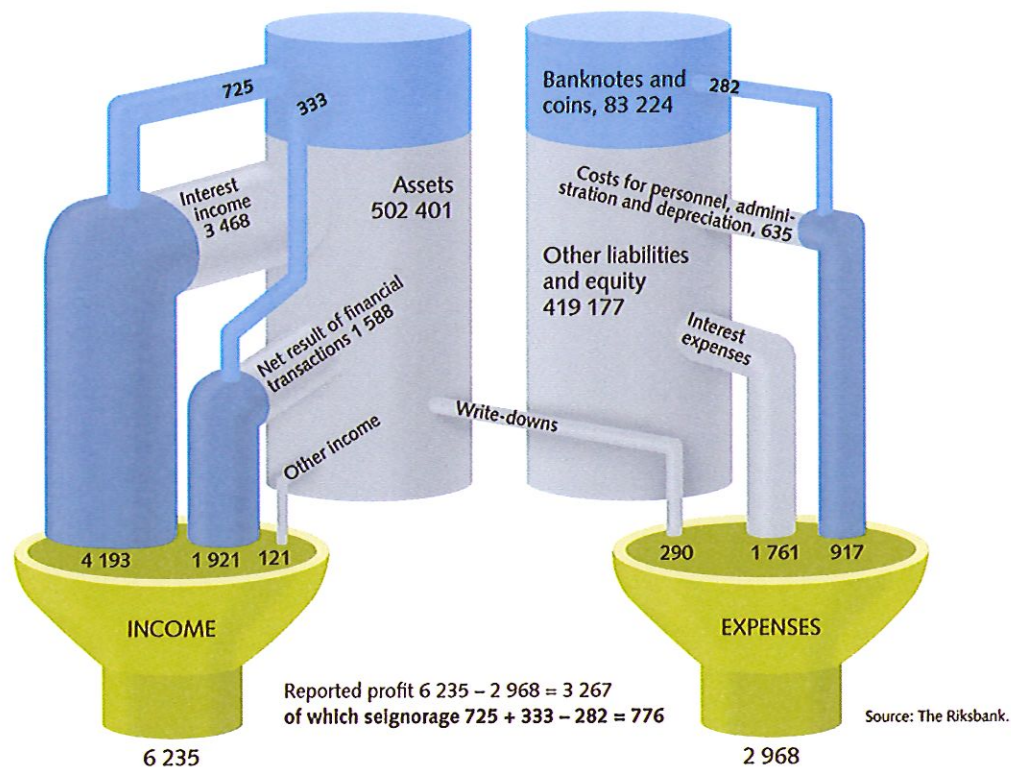 725
333
Interest
income
3 468
Assets
502 401
Net result of financial
transactions 1 588
Other income
Banknotes and
coins, 83 224
282
Costs for personnel, admini-
stration and depreciation, 635
Other liabilities
and equity
419 177
Interest
expenses
Write-downs
4 193
1 921
121
INCOME
6 235
290
1 761
917
EXPENSES
2 968
Reported profit 6 235 – 2 968 = 3 267
of which seignorage 725 + 333 – 282 = 776
Source: The Riksbank.